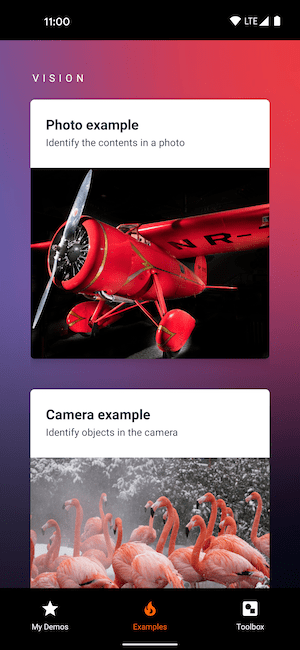 11:00
LTE
VISION
Photo example
Identify the contents in a photo
NR-
Camera example
Identify objects in the camera
My Demos
Examples
Toolbox